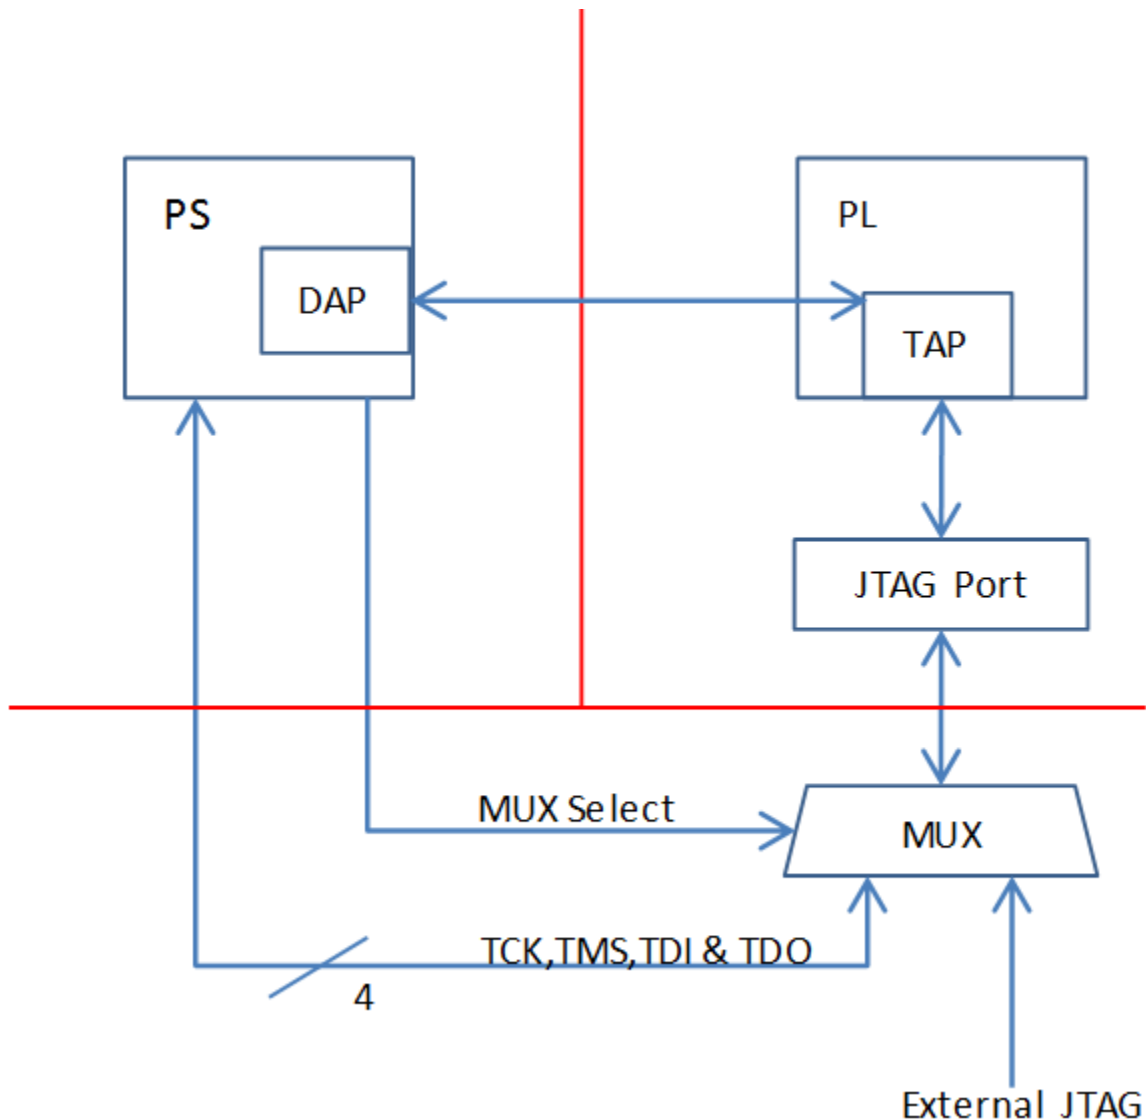 PS
PL
DAP
TAP
JTAG Port
MUX Select
MUX
TCK,TMS,TDI & TDO
4
External JTAG